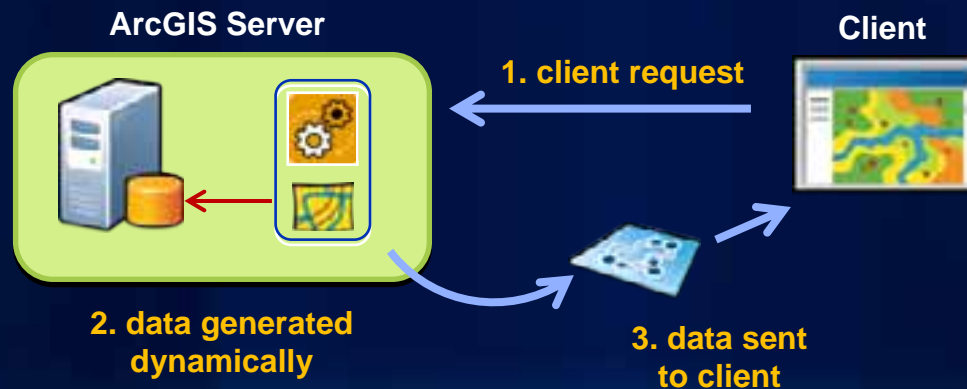 ArcGIS Server
Client
1. client request
2. data generated
dynamically
3. data sent
to client